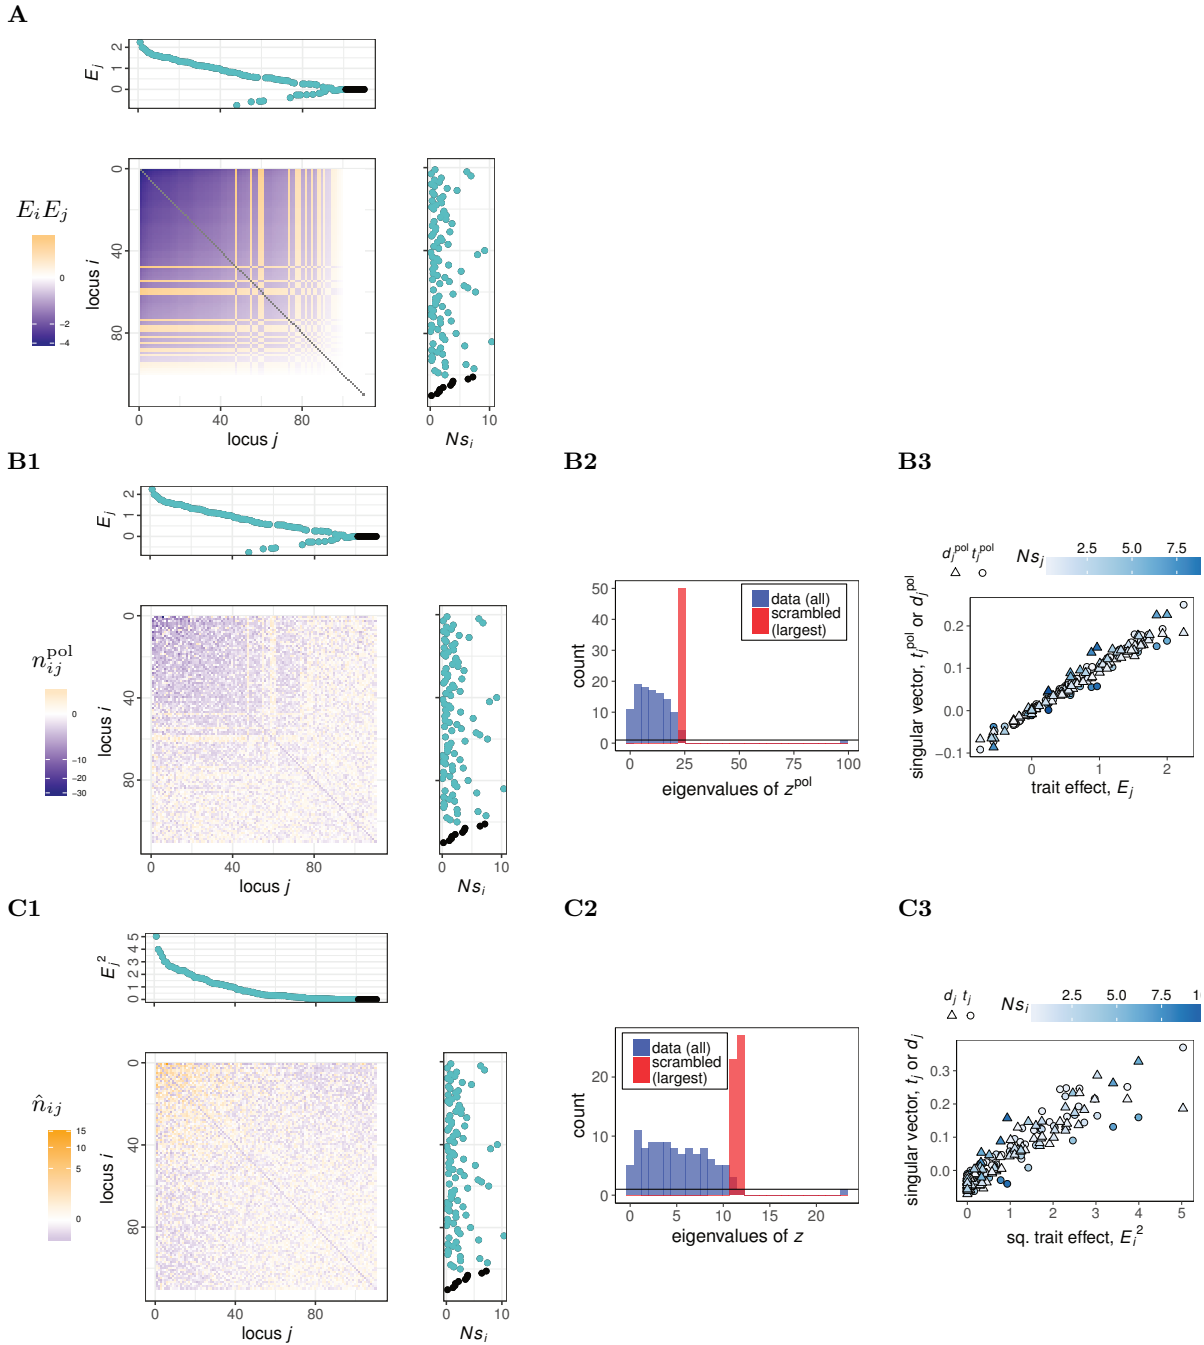 A
E_j
0 1 2
E_iE_j
0
−2
−4
locus i
0 40 80
0 40 80
locus j
0 5 10
Ns_i
B1
B2
B3
E_j
0 1 2
n_ij^pol
0
−10
−20
−30
locus i
0 40 80
0 40 80
locus j
0 5 10
Ns_i
count
0 10 20 30 40 50
data (all)
scrambled
(largest)
0 25 50 75 100
eigenvalues of z^pol
d_j^pol t_j^pol
Ns_j
2.5 5.0 7.5
singular vector, t_j^pol or d_j^pol
−0.1 0.0 0.1 0.2
0 1 2
trait effect, E_j
C1
C2
C3
E_j^2
0 1 2 3 4 5
n̂_ij
15
10
5
0
locus i
0 40 80
0 40 80
locus j
0 5 10
Ns_i
count
0 10 20
data (all)
scrambled
(largest)
0 5 10 15 20
eigenvalues of z
d_j t_j
Ns_i
2.5 5.0 7.5 10
singular vector, t_j or d_j
0.0 0.1 0.2 0.3
0 1 2 3 4 5
sq. trait effect, E_i^2